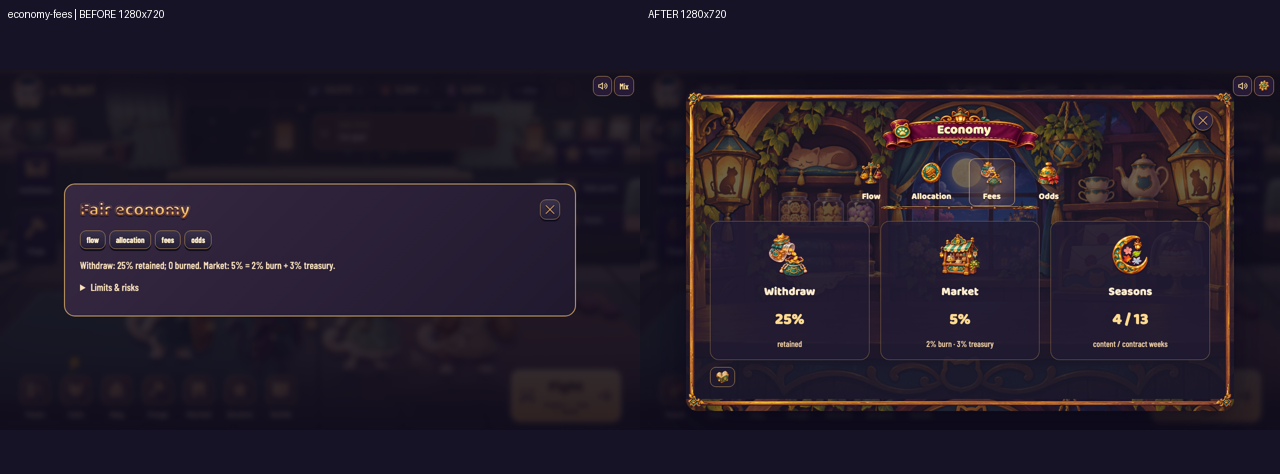 economy-fees | BEFORE 1280x720
AFTER 1280x720
Mix
Fair economy
flow
allocation
fees
odds
Withdraw: 25% retained; 0 burned. Market: 5% = 2% burn + 3% treasury.
Limits & risks
Economy
Flow
Allocation
Fees
Odds
Withdraw
25%
retained
Market
5%
2% burn · 3% treasury
Seasons
4 / 13
content / contract weeks